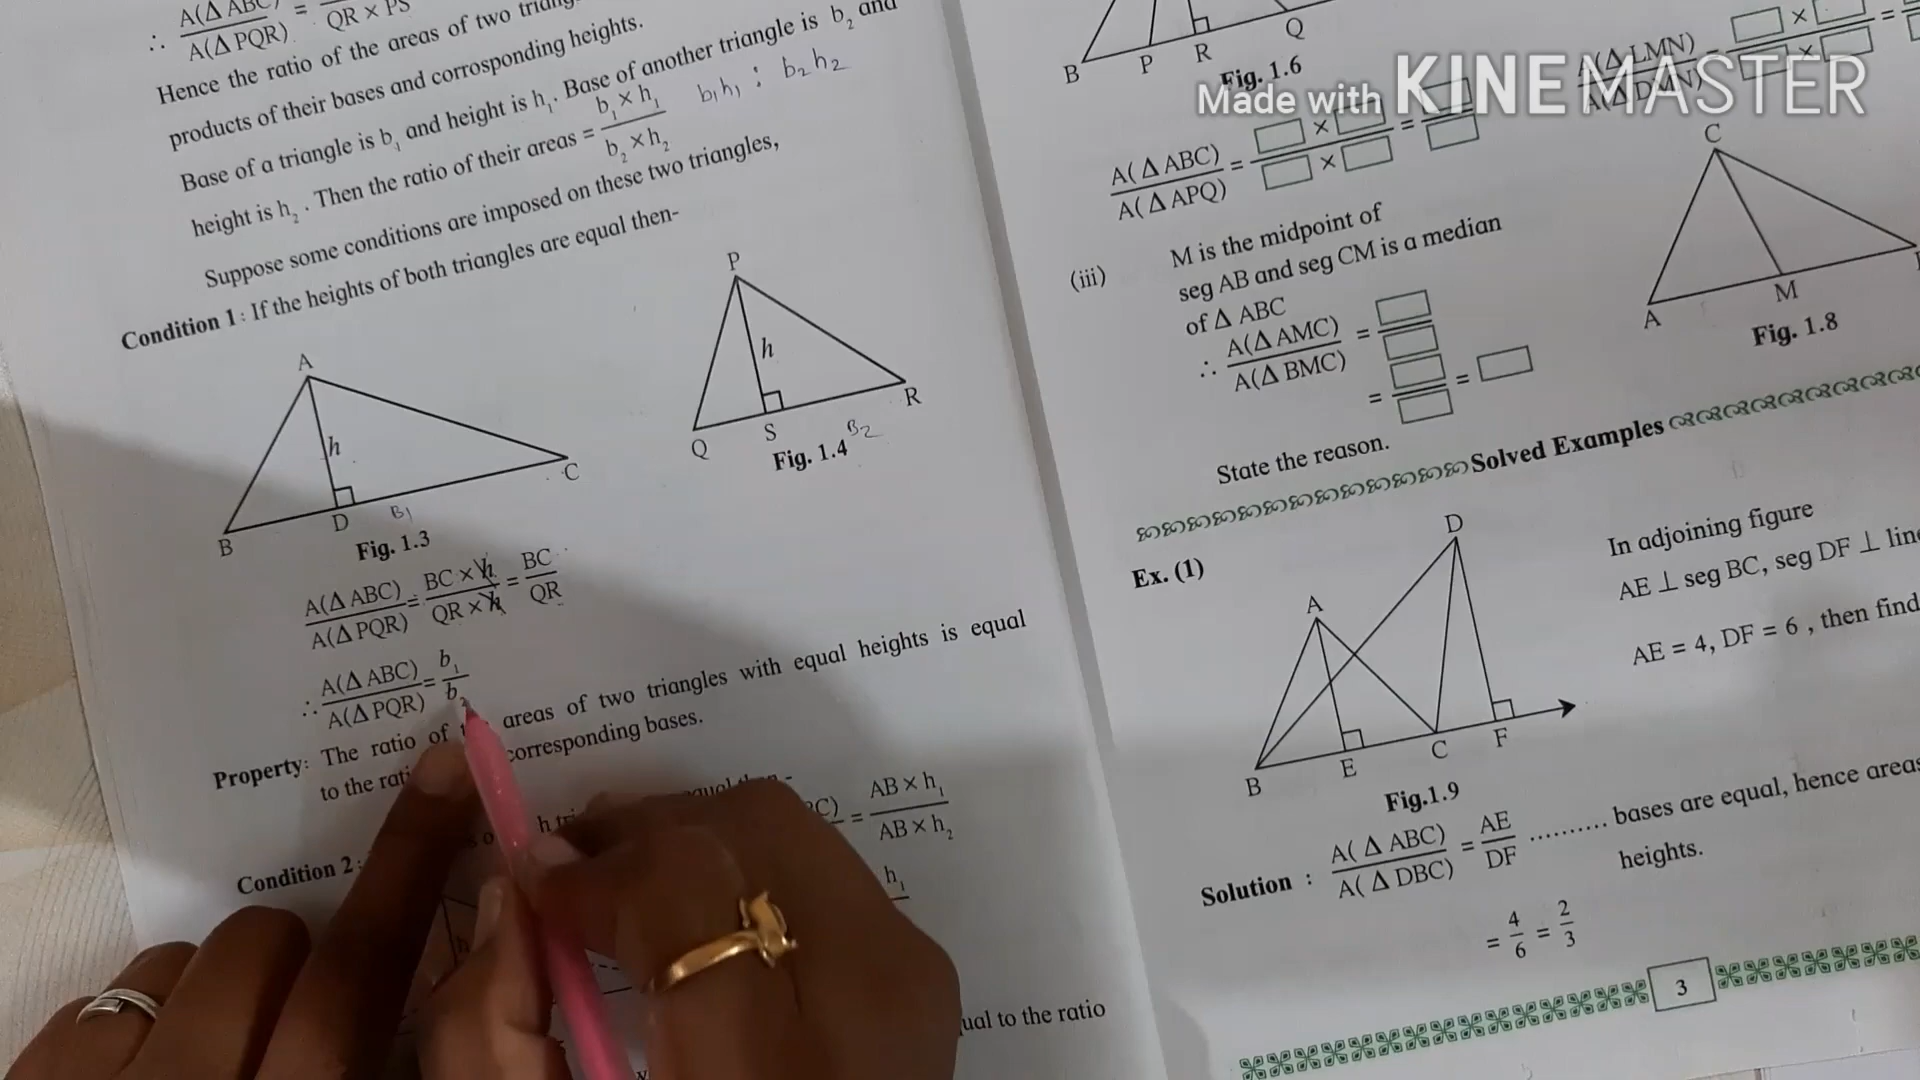 A(Δ ABC)
A(Δ PQR)
=
QR × PS
Hence the ratio of the areas of two
products of their bases and corrosponding heights.
Base of a triangle is b₁ and height is h₁. Base of another triangle is b₂ and
height is h₂. Then the ratio of their areas = b₁ × h₁ / b₂ × h₂
b₁h₁ : b₂h₂
Suppose some conditions are imposed on these two triangles,
Condition 1 : If the heights of both triangles are equal then-
A
h
B
D
B₁
C
Fig. 1.3
P
h
Q
S
R
B₂
Fig. 1.4
A(Δ ABC) / A(Δ PQR) = BC × h / QR × h = BC / QR
∴ A(Δ ABC) / A(Δ PQR) = b₁ / b₂
Property: The ratio of areas of two triangles with equal heights is equal
to the corresponding bases.
Condition 2 :
= AB × h₁ / AB × h₂
h₁
h
to the ratio
B
P
R
Q
Fig. 1.6
A(Δ ABC) / A(Δ APQ) = □ × □ / □ × □ = □ / □
A(Δ LMN)
□ × □ / □ × □ =
Made with KINEMASTER
(iii)
M is the midpoint of
seg AB and seg CM is a median
of Δ ABC
∴ A(Δ AMC) / A(Δ BMC) = □ / □
= □ / □ = □
State the reason.
C
A
M
Fig. 1.8
Solved Examples
Ex. (1)
D
A
B
E
C
F
Fig.1.9
In adjoining figure
AE ⊥ seg BC, seg DF ⊥ line
AE = 4, DF = 6 , then find
Solution : A( Δ ABC) / A( Δ DBC) = AE / DF .......... bases are equal, hence areas
heights.
= 4/6 = 2/3
3